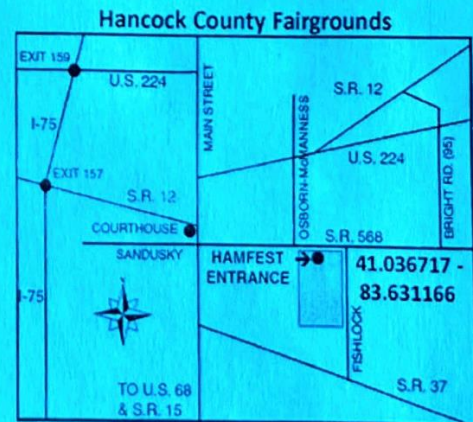 Hancock County Fairgrounds
EXIT 159
U.S. 224
I-75
MAIN STREET
S.R. 12
OSBORN-McMANNESS
U.S. 224
BRIGHT RD. (95)
EXIT 157
S.R. 12
COURTHOUSE
S.R. 568
SANDUSKY
HAMFEST
ENTRANCE
41.036717 -
83.631166
I-75
FISHLOCK
TO U.S. 68
& S.R. 15
S.R. 37